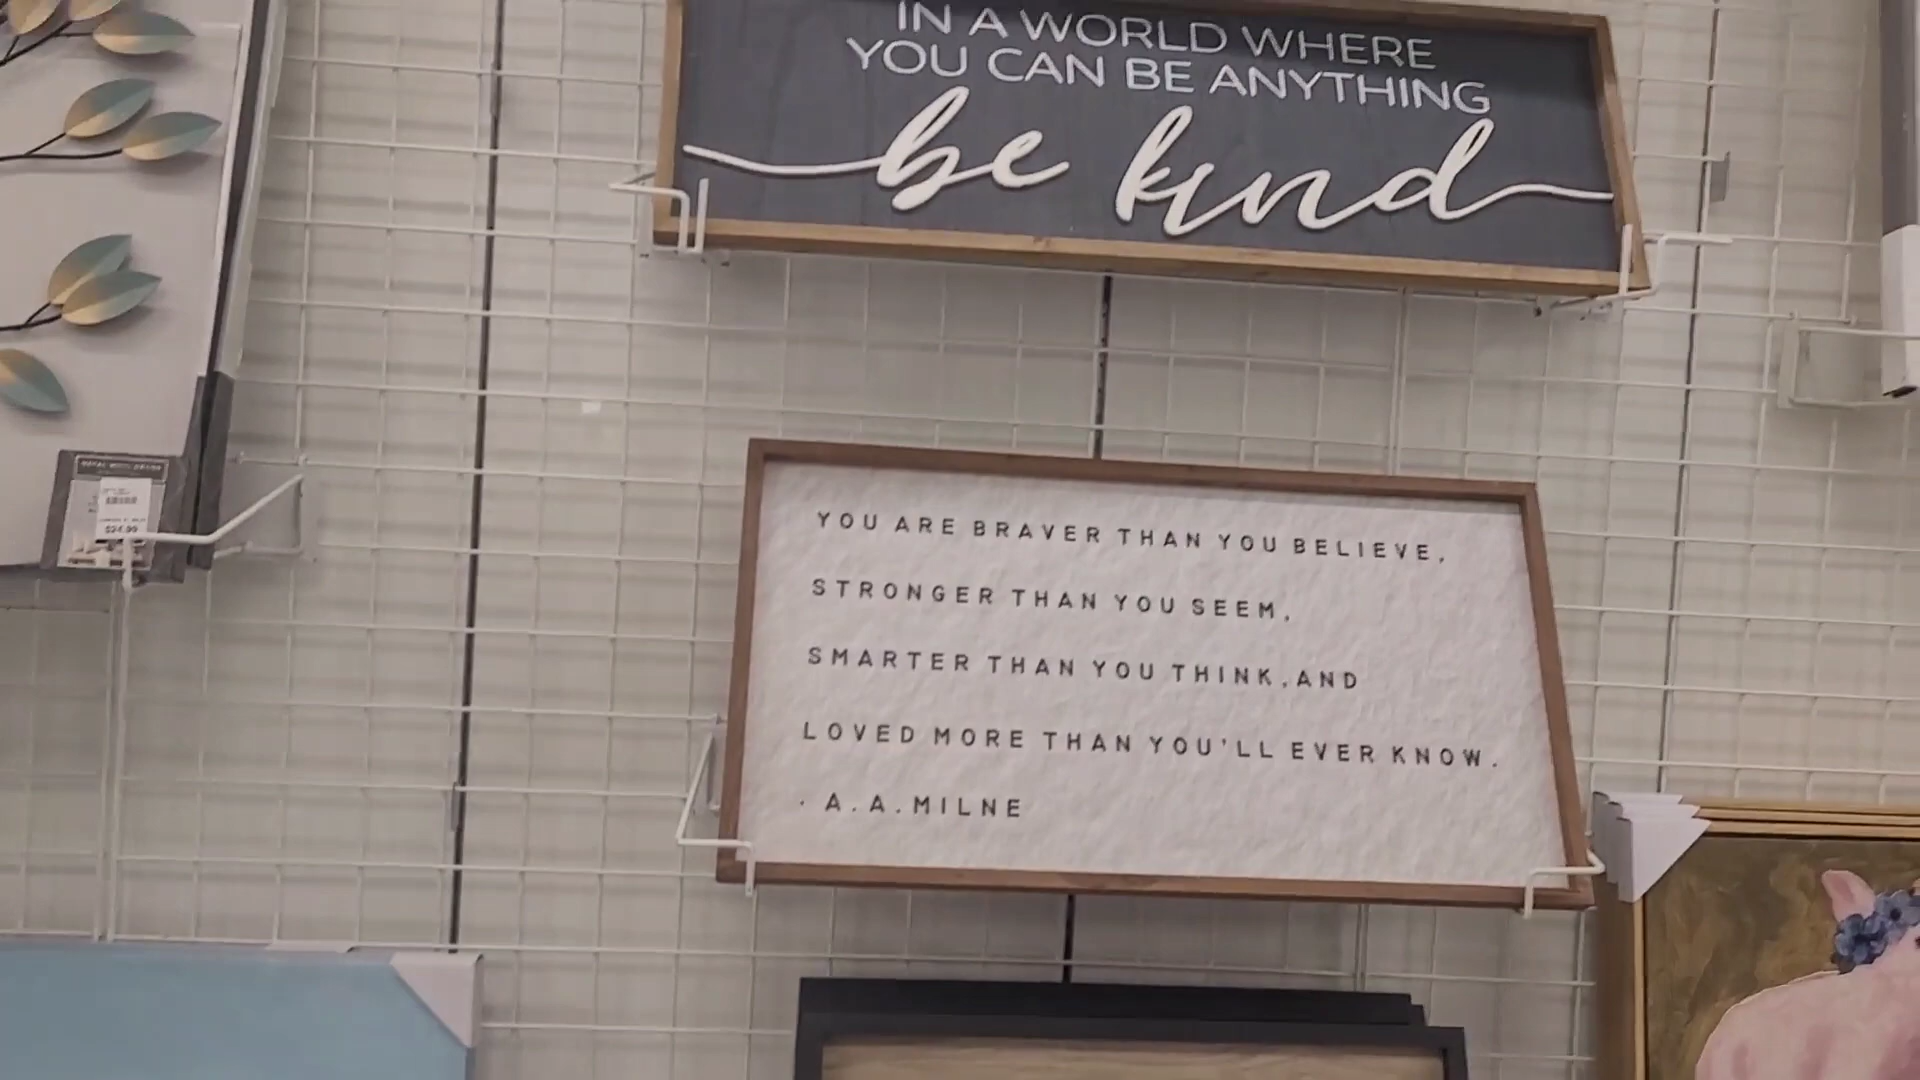 IN A WORLD WHERE
YOU CAN BE ANYTHING
be kind
YOU ARE BRAVER THAN YOU BELIEVE,
STRONGER THAN YOU SEEM,
SMARTER THAN YOU THINK,AND
LOVED MORE THAN YOU'LL EVER KNOW.
· A.A.MILNE
$24.99